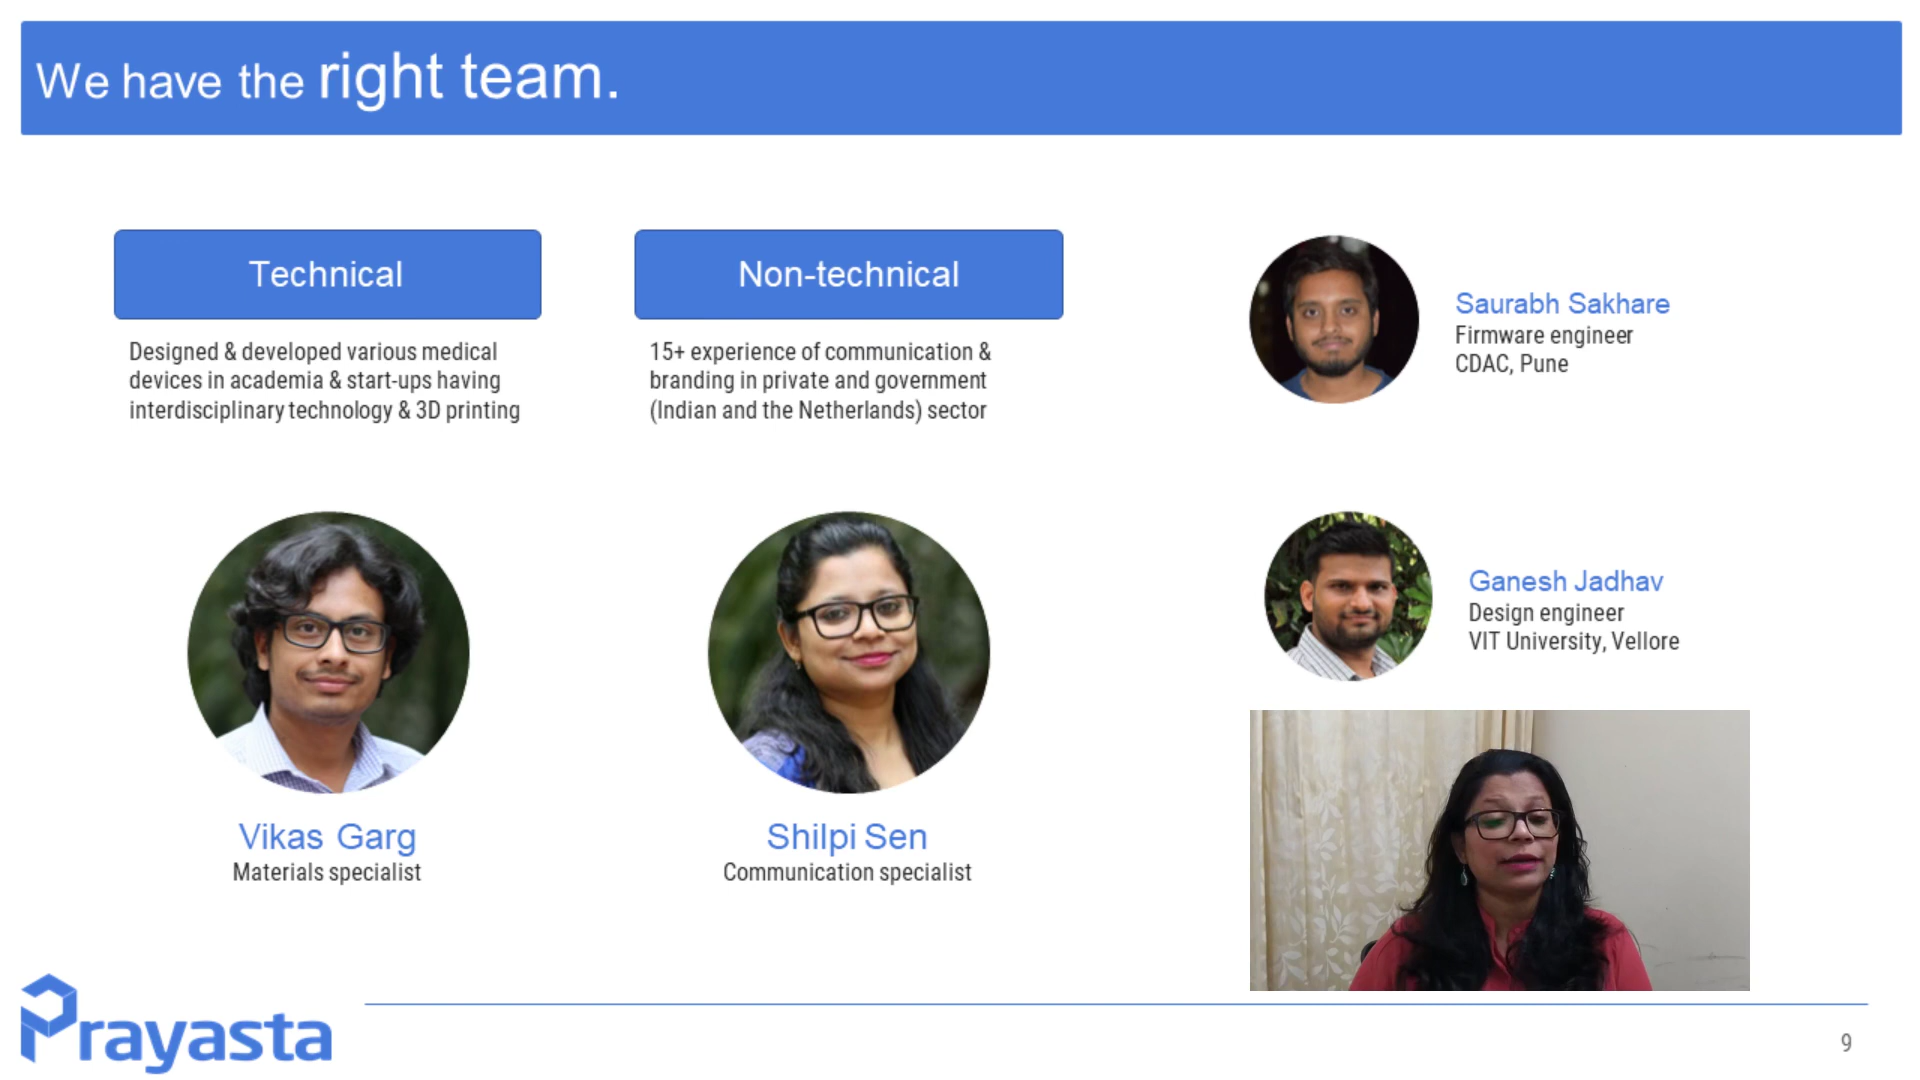 We have the right team.
Technical
Designed & developed various medical
devices in academia & start-ups having
interdisciplinary technology & 3D printing
Non-technical
15+ experience of communication &
branding in private and government
(Indian and the Netherlands) sector
Saurabh Sakhare
Firmware engineer
CDAC, Pune
Ganesh Jadhav
Design engineer
VIT University, Vellore
Vikas Garg
Materials specialist
Shilpi Sen
Communication specialist
Prayasta
9